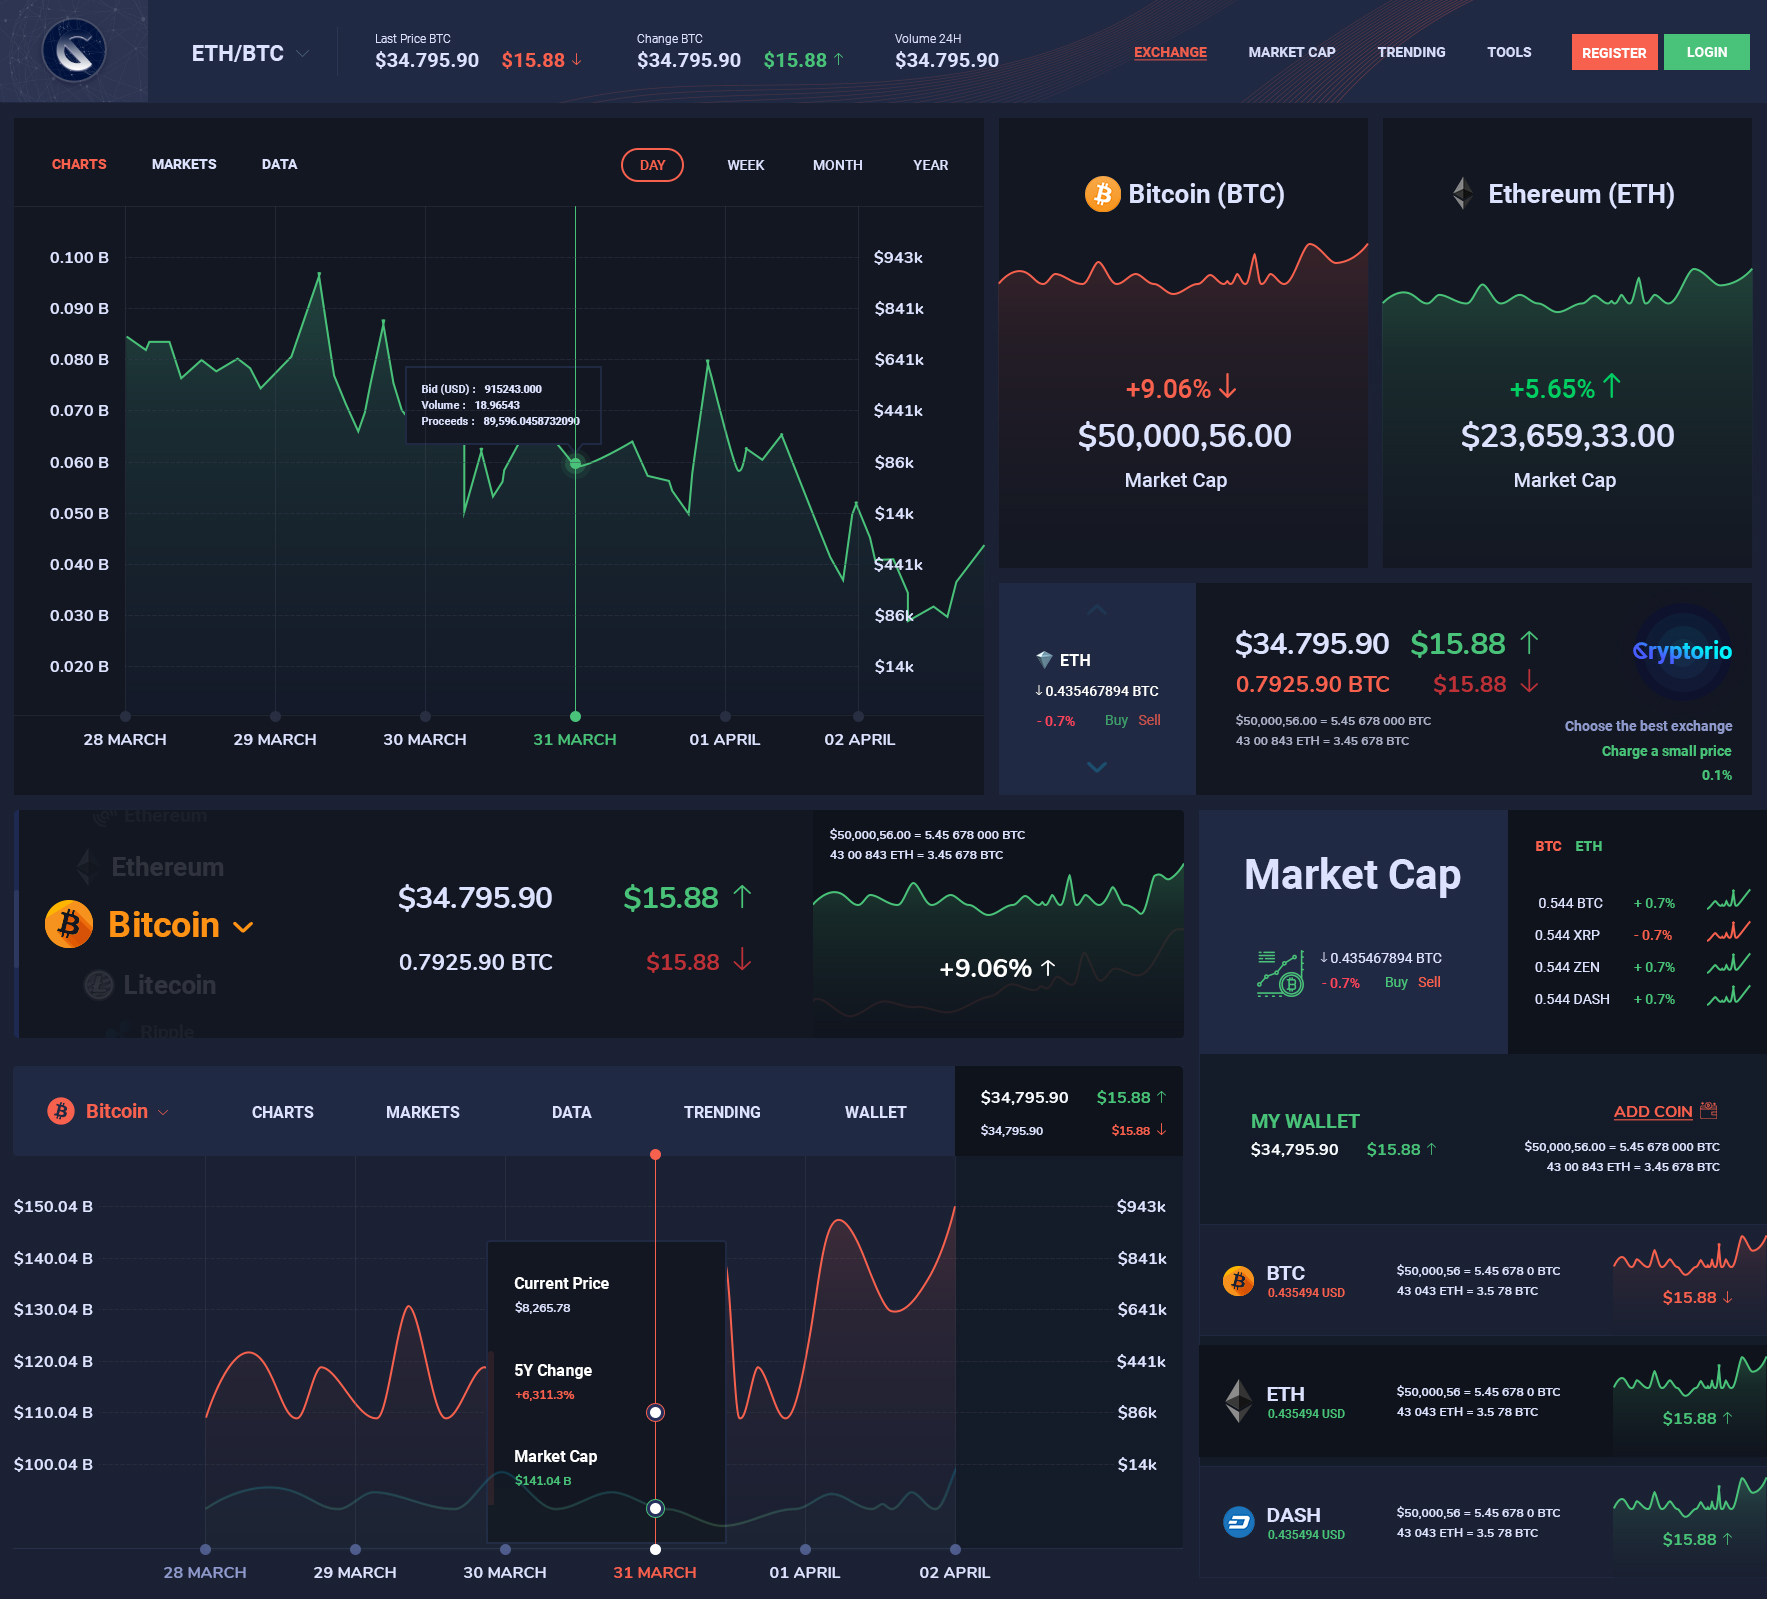 ETH/BTC
Last Price BTC
$34.795.90 $15.88 ↓
Change BTC
$34.795.90 $15.88 ↑
Volume 24H
$34.795.90
EXCHANGE MARKET CAP TRENDING TOOLS REGISTER LOGIN
CHARTS MARKETS DATA
DAY WEEK MONTH YEAR
0.100 B $943k
0.090 B $841k
0.080 B $641k
0.070 B $441k
0.060 B $86k
0.050 B $14k
0.040 B $441k
0.030 B $86k
0.020 B $14k
Bid (USD) : 915243.000
Volume : 18.96543
Proceeds : 89,596.0458732090
28 MARCH 29 MARCH 30 MARCH 31 MARCH 01 APRIL 02 APRIL
Bitcoin (BTC)
+9.06% ↓
$50,000,56.00
Market Cap
Ethereum (ETH)
+5.65% ↑
$23,659,33.00
Market Cap
ETH
↓0.435467894 BTC
- 0.7% Buy Sell
$34.795.90 $15.88 ↑
0.7925.90 BTC $15.88 ↓
$50,000,56.00 = 5.45 678 000 BTC
43 00 843 ETH = 3.45 678 BTC
Cryptorio
Choose the best exchange
Charge a small price
0.1%
Ethereum
Ethereum
Bitcoin
Litecoin
Ripple
$34.795.90 $15.88 ↑
0.7925.90 BTC $15.88 ↓
$50,000,56.00 = 5.45 678 000 BTC
43 00 843 ETH = 3.45 678 BTC
+9.06% ↑
Market Cap
↓0.435467894 BTC
- 0.7% Buy Sell
BTC ETH
0.544 BTC + 0.7%
0.544 XRP - 0.7%
0.544 ZEN + 0.7%
0.544 DASH + 0.7%
Bitcoin CHARTS MARKETS DATA TRENDING WALLET
$34,795.90 $15.88 ↑
$34,795.90 $15.88 ↓
$150.04 B $943k
$140.04 B $841k
$130.04 B $641k
$120.04 B $441k
$110.04 B $86k
$100.04 B $14k
Current Price
$8,265.78
5Y Change
+6,311.3%
Market Cap
$141.04 B
28 MARCH 29 MARCH 30 MARCH 31 MARCH 01 APRIL 02 APRIL
MY WALLET
$34,795.90 $15.88 ↑
ADD COIN
$50,000,56.00 = 5.45 678 000 BTC
43 00 843 ETH = 3.45 678 BTC
BTC
0.435494 USD
$50,000,56 = 5.45 678 0 BTC
43 043 ETH = 3.5 78 BTC
$15.88 ↓
ETH
0.435494 USD
$50,000,56 = 5.45 678 0 BTC
43 043 ETH = 3.5 78 BTC
$15.88 ↑
DASH
0.435494 USD
$50,000,56 = 5.45 678 0 BTC
43 043 ETH = 3.5 78 BTC
$15.88 ↑